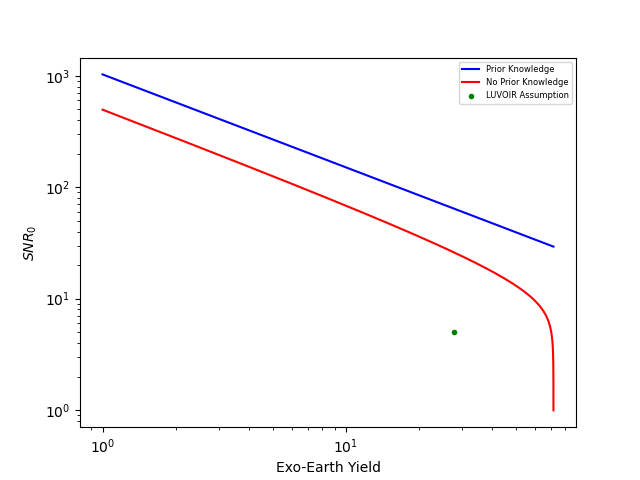 Prior Knowledge
No Prior Knowledge
LUVOIR Assumption
10³
10²
10¹
10⁰
SNR₀
10⁰
10¹
Exo-Earth Yield